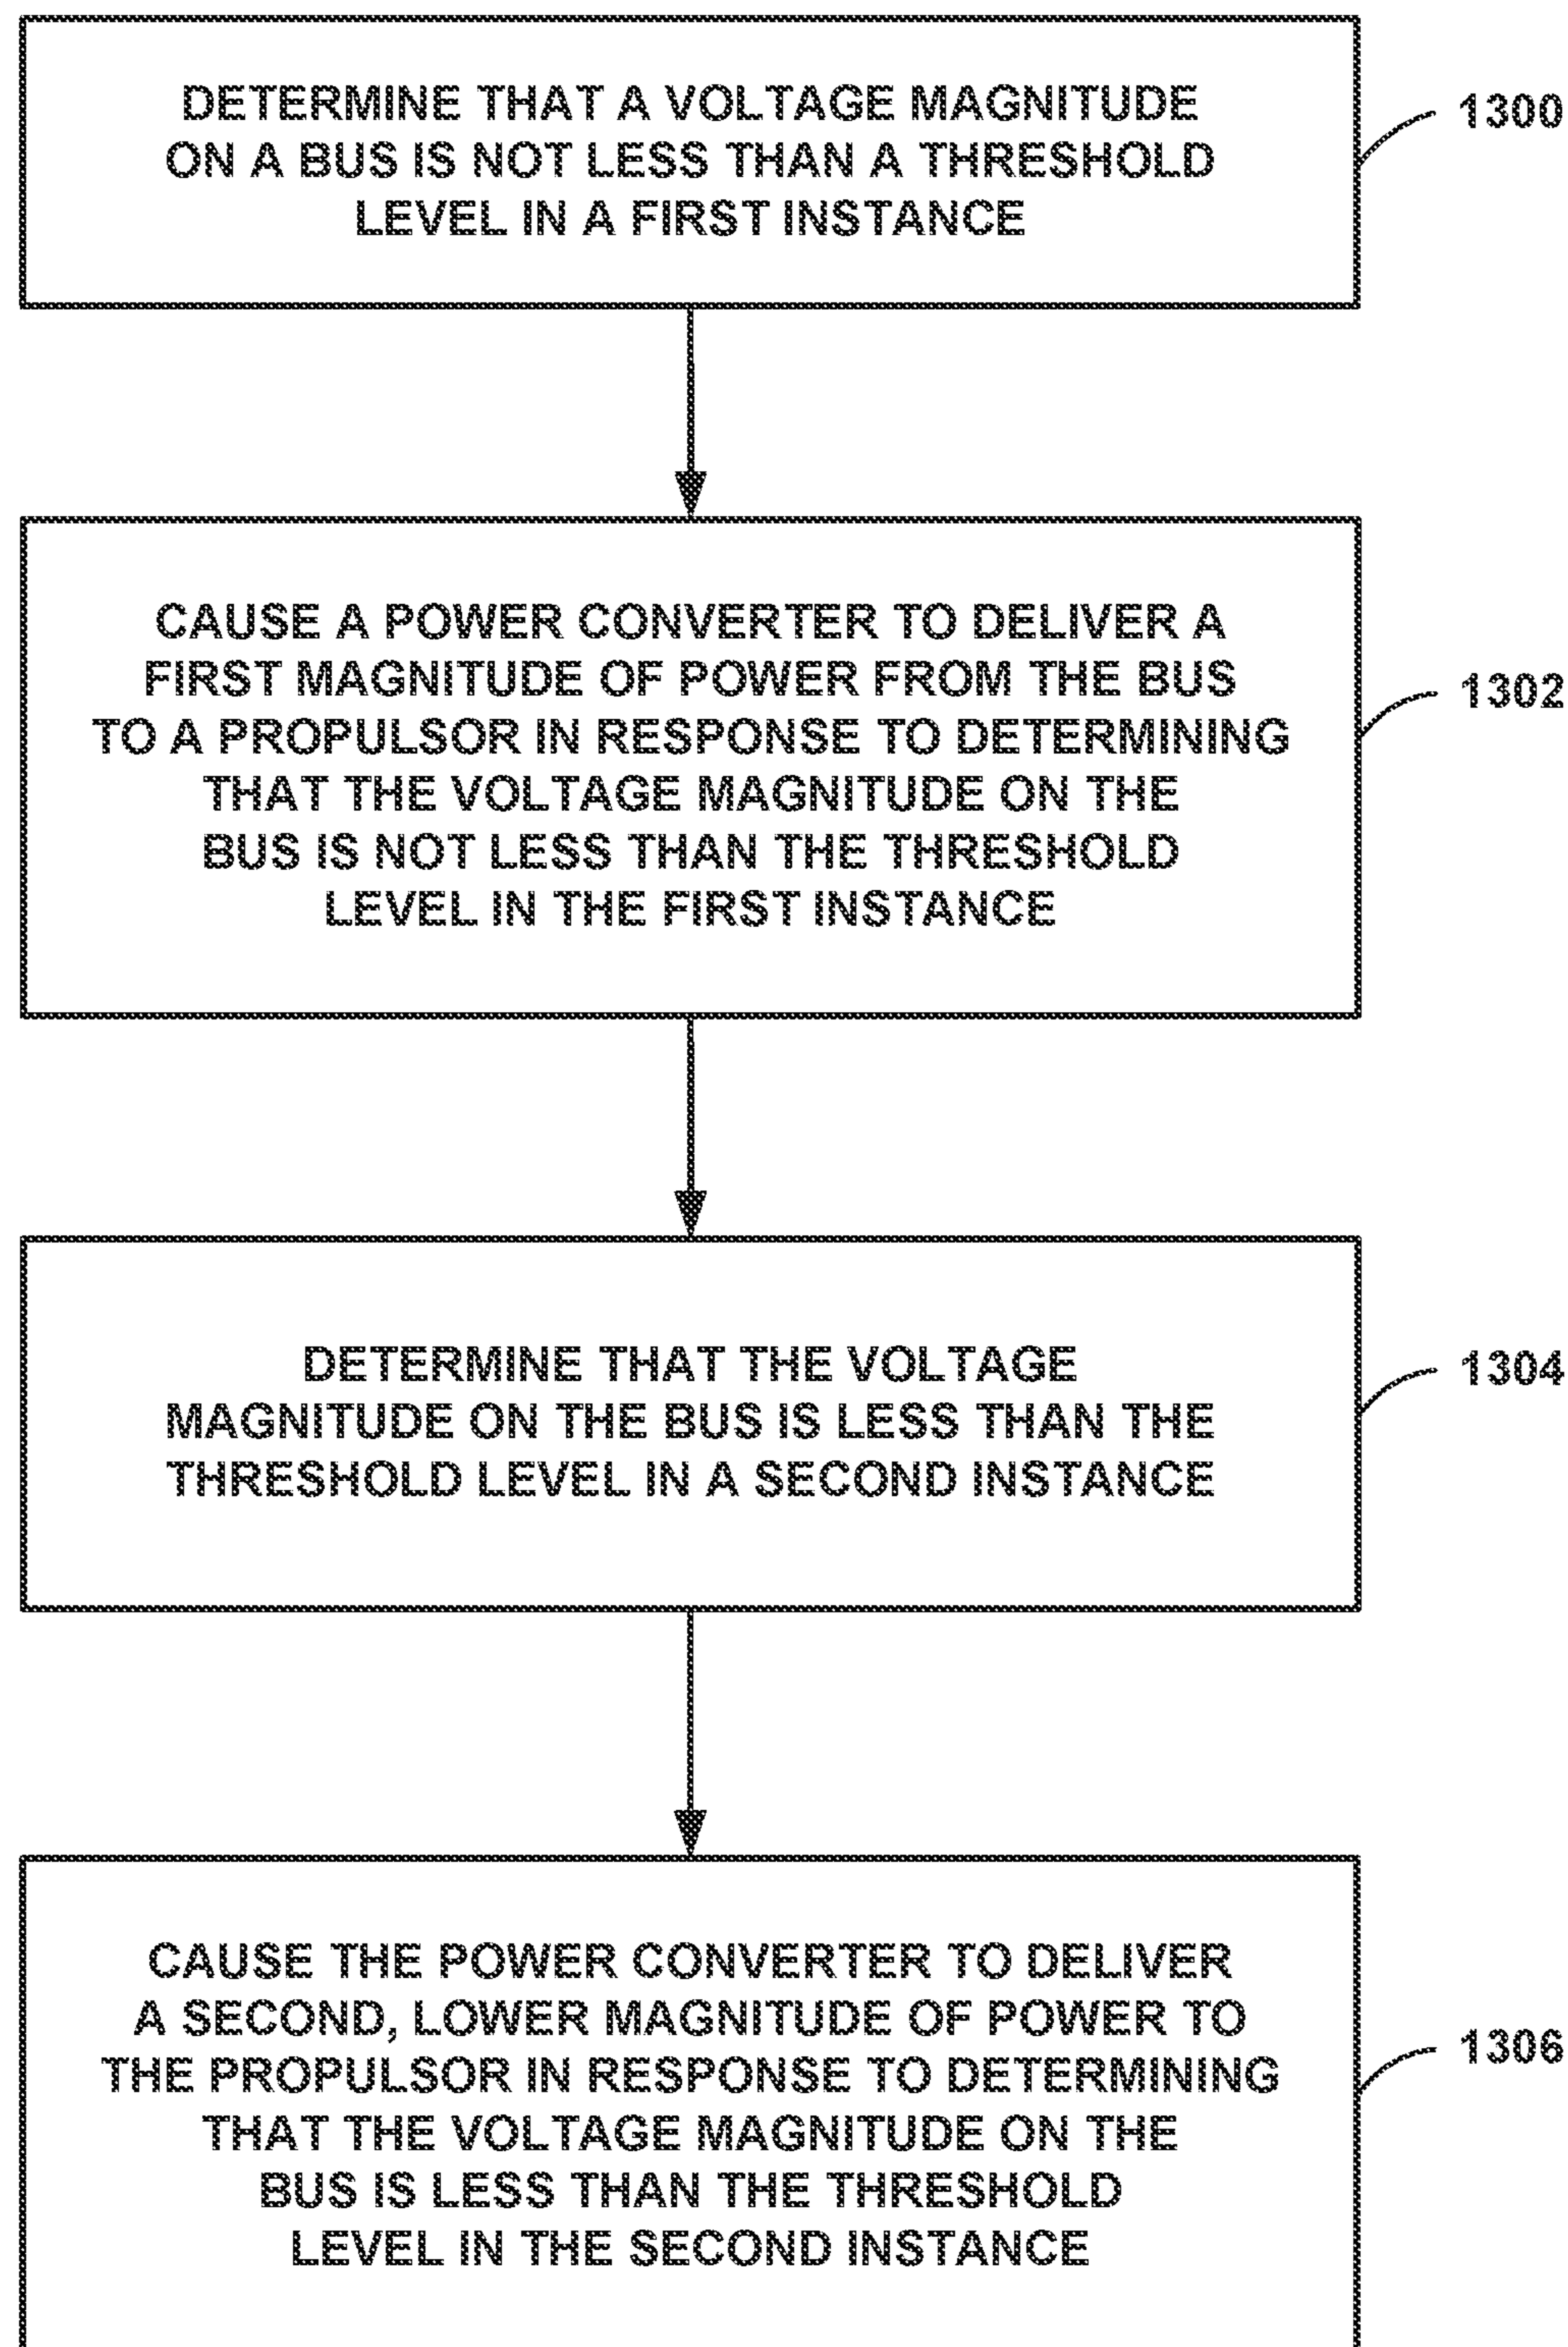 DETERMINE THAT A VOLTAGE MAGNITUDE
ON A BUS IS NOT LESS THAN A THRESHOLD
LEVEL IN A FIRST INSTANCE
1300
CAUSE A POWER CONVERTER TO DELIVER A
FIRST MAGNITUDE OF POWER FROM THE BUS
TO A PROPULSOR IN RESPONSE TO DETERMINING
THAT THE VOLTAGE MAGNITUDE ON THE
BUS IS NOT LESS THAN THE THRESHOLD
LEVEL IN THE FIRST INSTANCE
1302
DETERMINE THAT THE VOLTAGE
MAGNITUDE ON THE BUS IS LESS THAN THE
THRESHOLD LEVEL IN A SECOND INSTANCE
1304
CAUSE THE POWER CONVERTER TO DELIVER
A SECOND, LOWER MAGNITUDE OF POWER TO
THE PROPULSOR IN RESPONSE TO DETERMINING
THAT THE VOLTAGE MAGNITUDE ON THE
BUS IS LESS THAN THE THRESHOLD
LEVEL IN THE SECOND INSTANCE
1306